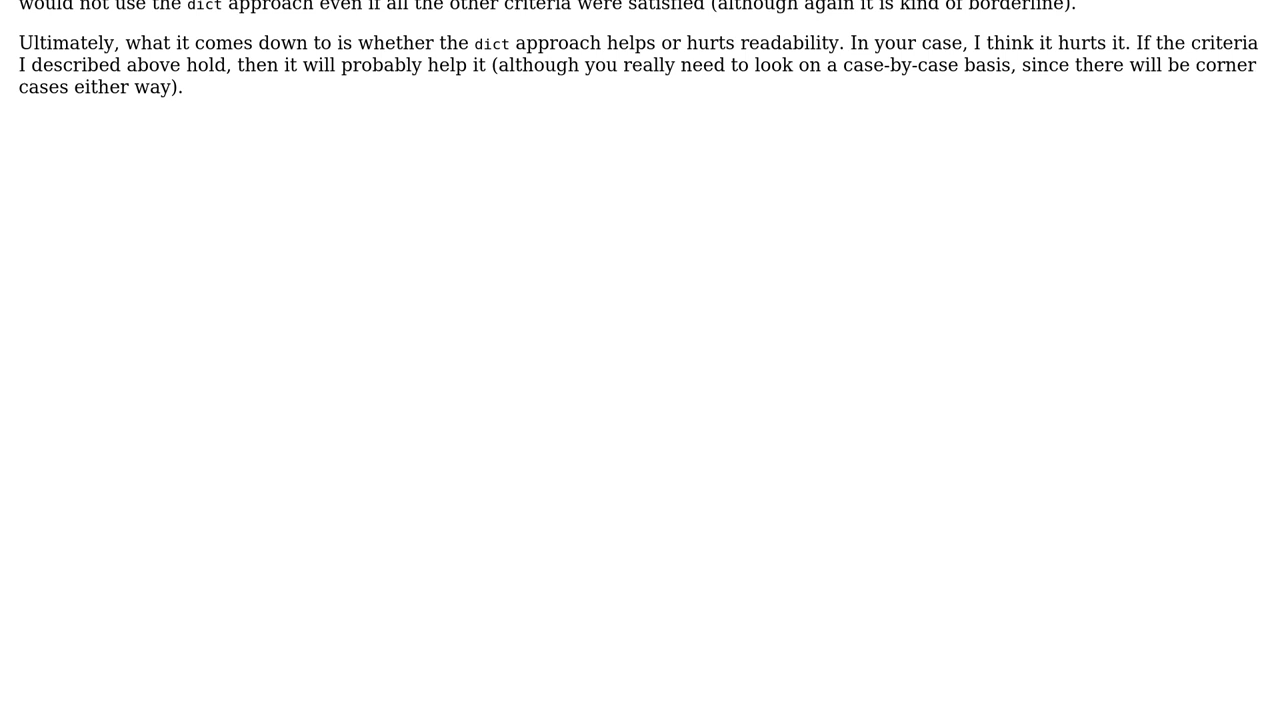 would not use the dict approach even if all the other criteria were satisfied (although again it is kind of borderline).
Ultimately, what it comes down to is whether the dict approach helps or hurts readability. In your case, I think it hurts it. If the criteria
I described above hold, then it will probably help it (although you really need to look on a case-by-case basis, since there will be corner
cases either way).